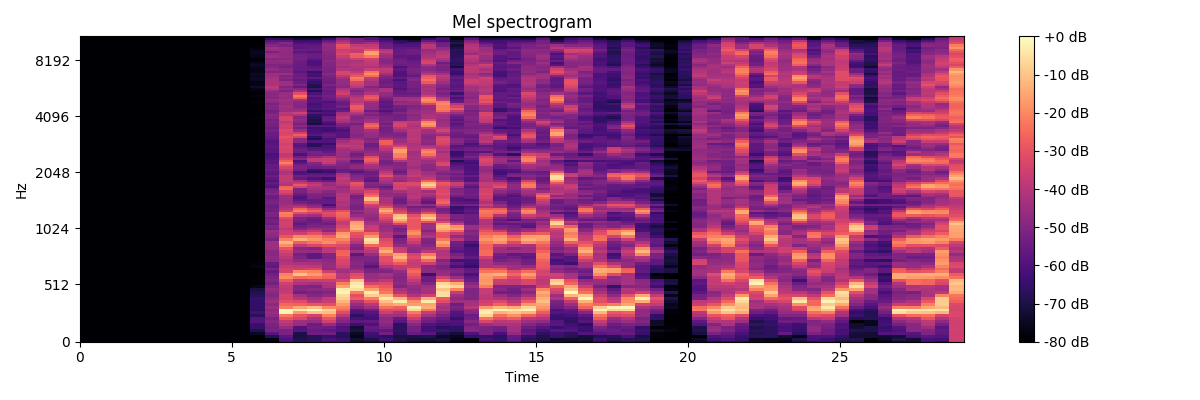 Mel spectrogram
8192
4096
2048
1024
512
0
Hz
0 5 10 15 20 25
Time
+0 dB
-10 dB
-20 dB
-30 dB
-40 dB
-50 dB
-60 dB
-70 dB
-80 dB